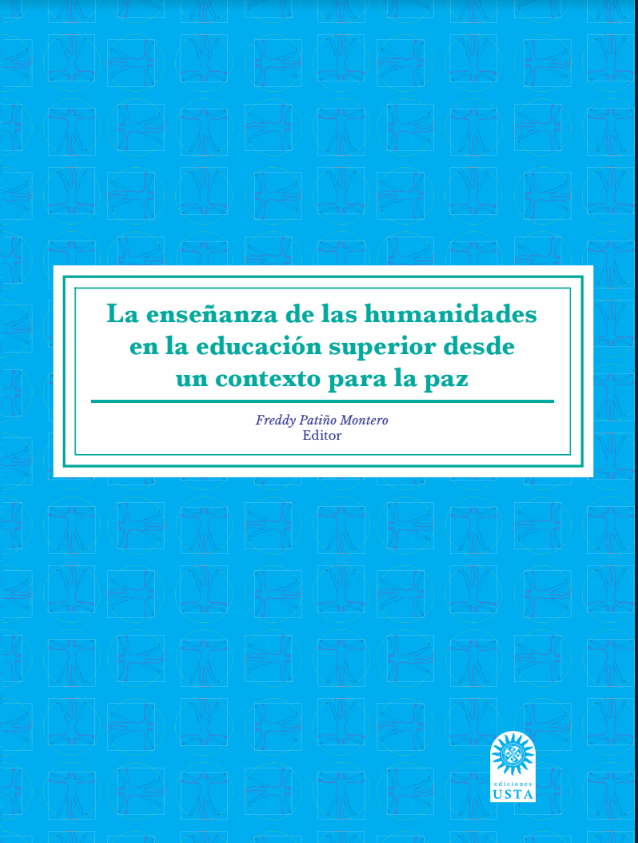 La enseñanza de las humanidades
en la educación superior desde
un contexto para la paz
Freddy Patiño Montero
Editor
ediciones
USTA